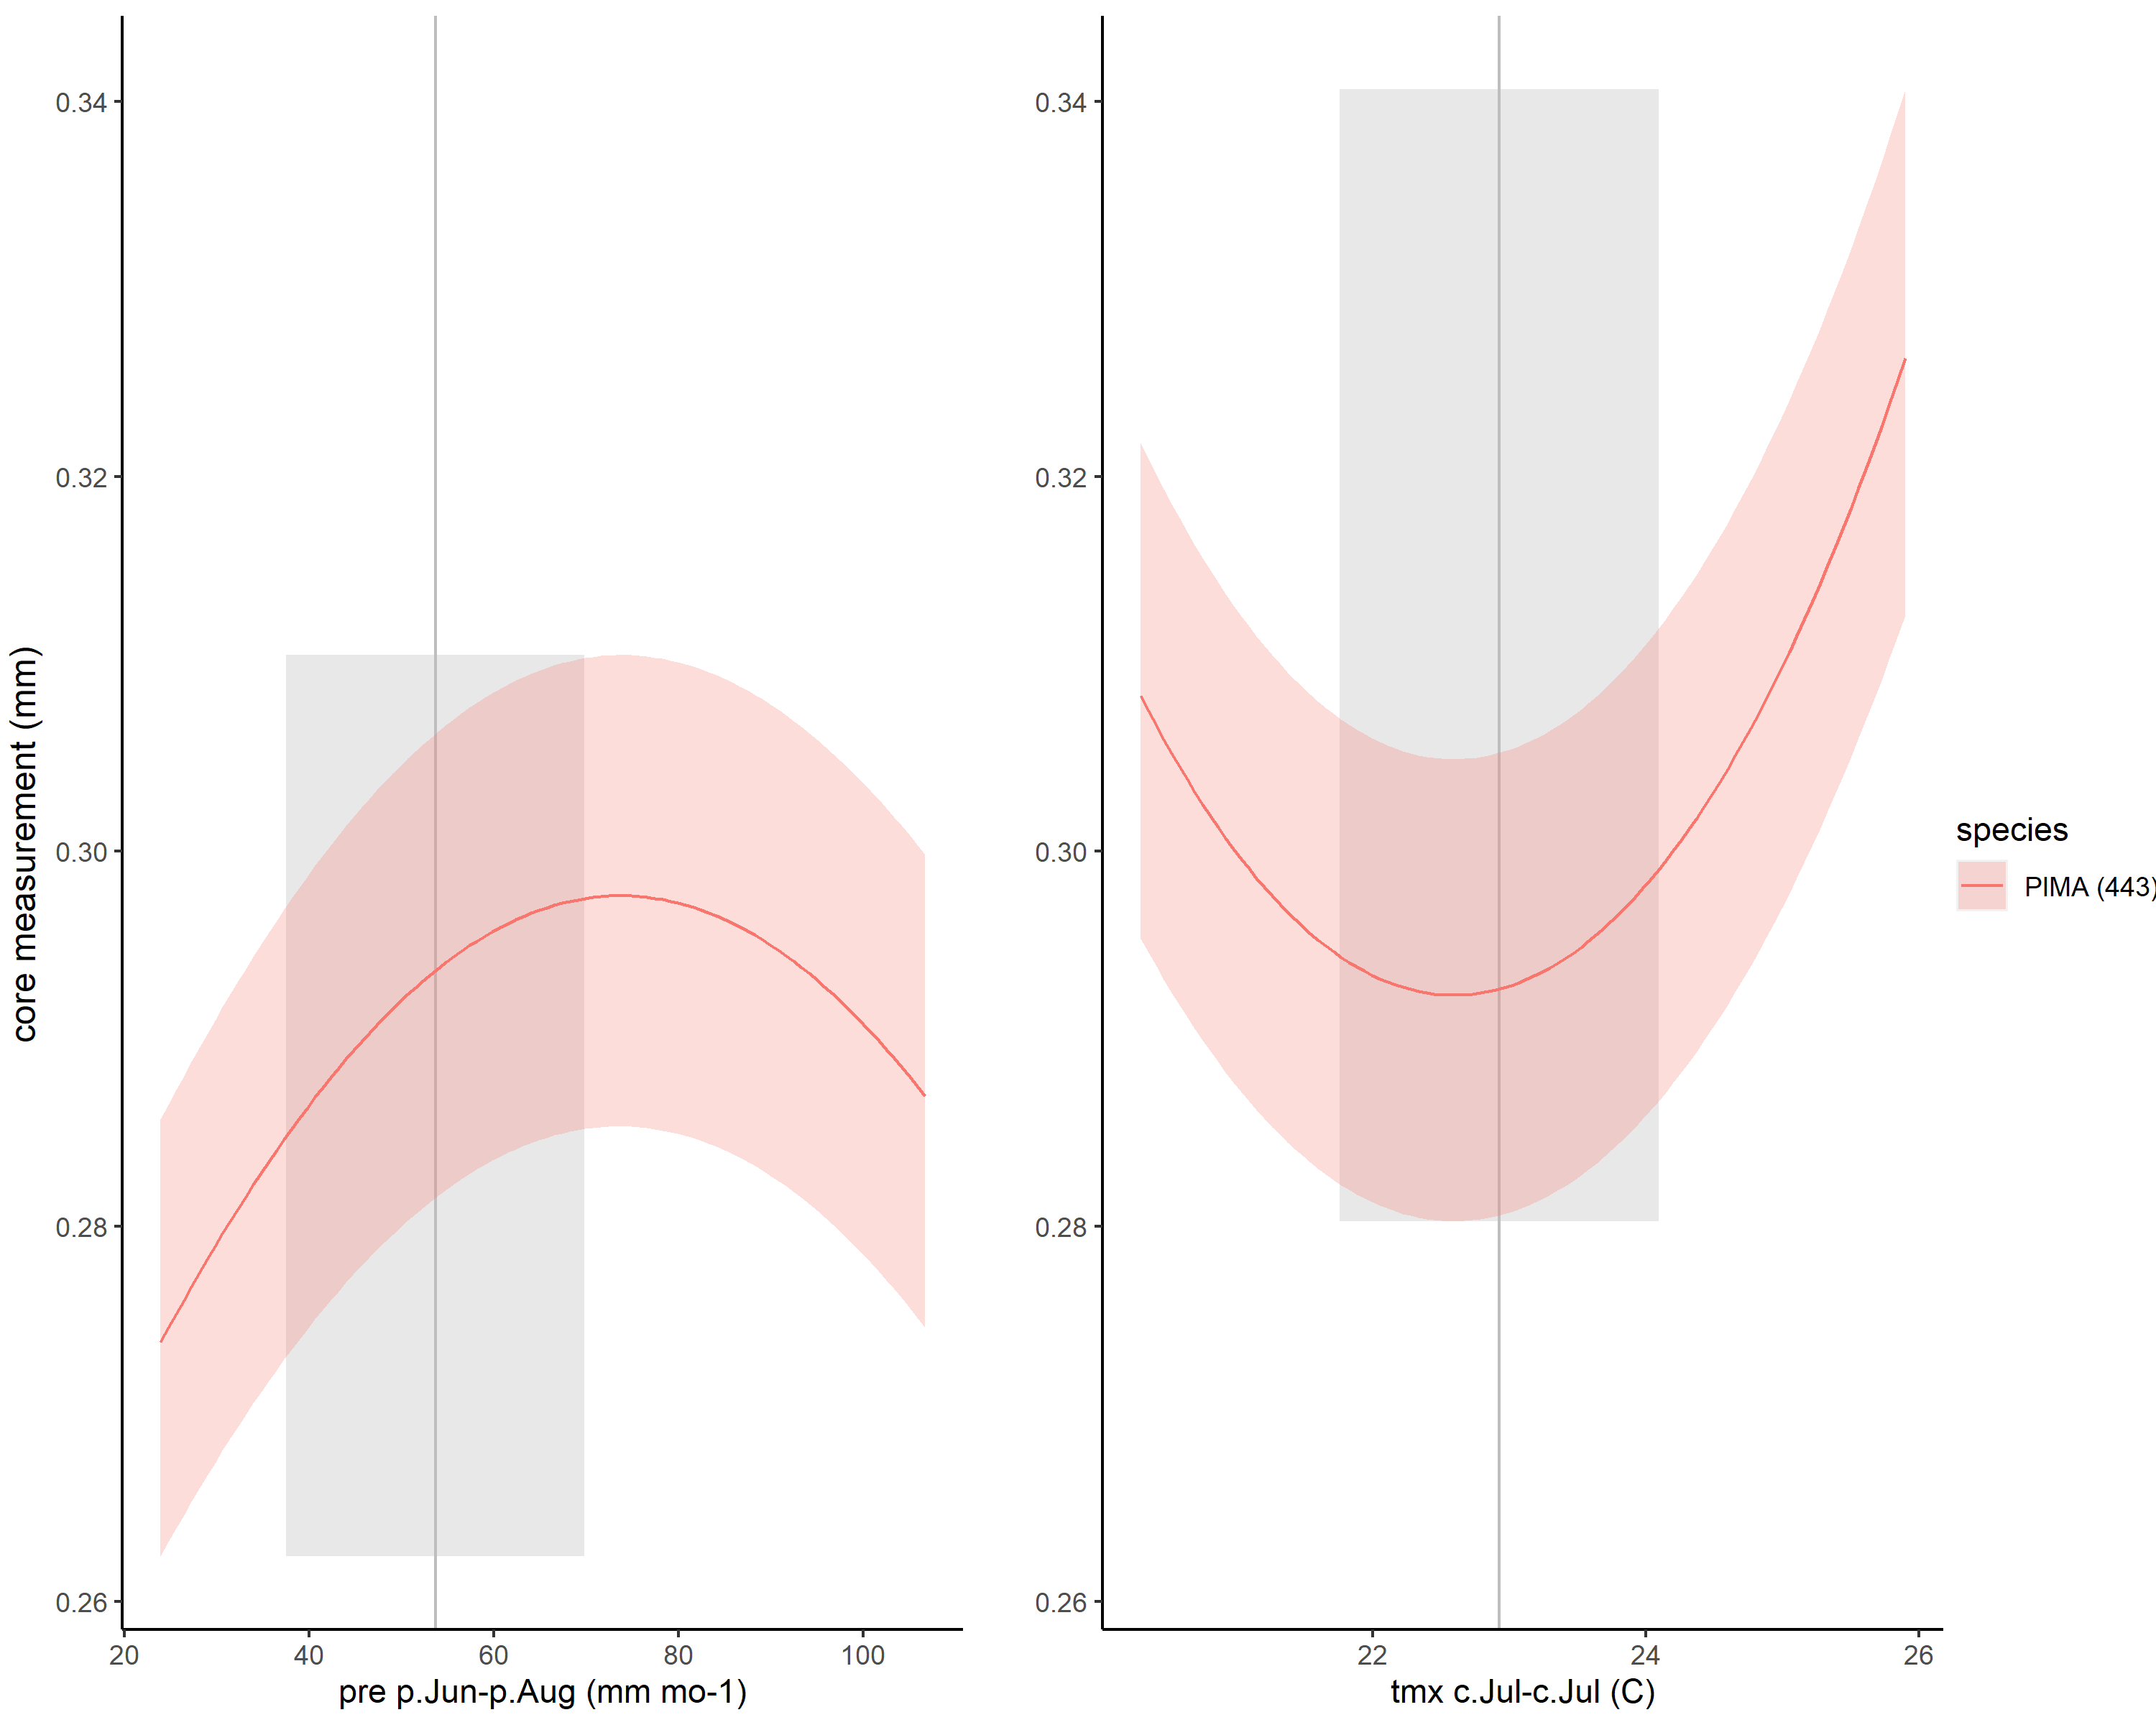 core measurement (mm)
0.34
0.32
0.30
0.28
0.26
20 40 60 80 100
pre p.Jun-p.Aug (mm mo-1)
0.34
0.32
0.30
0.28
0.26
22 24 26
tmx c.Jul-c.Jul (C)
species
PIMA (443)